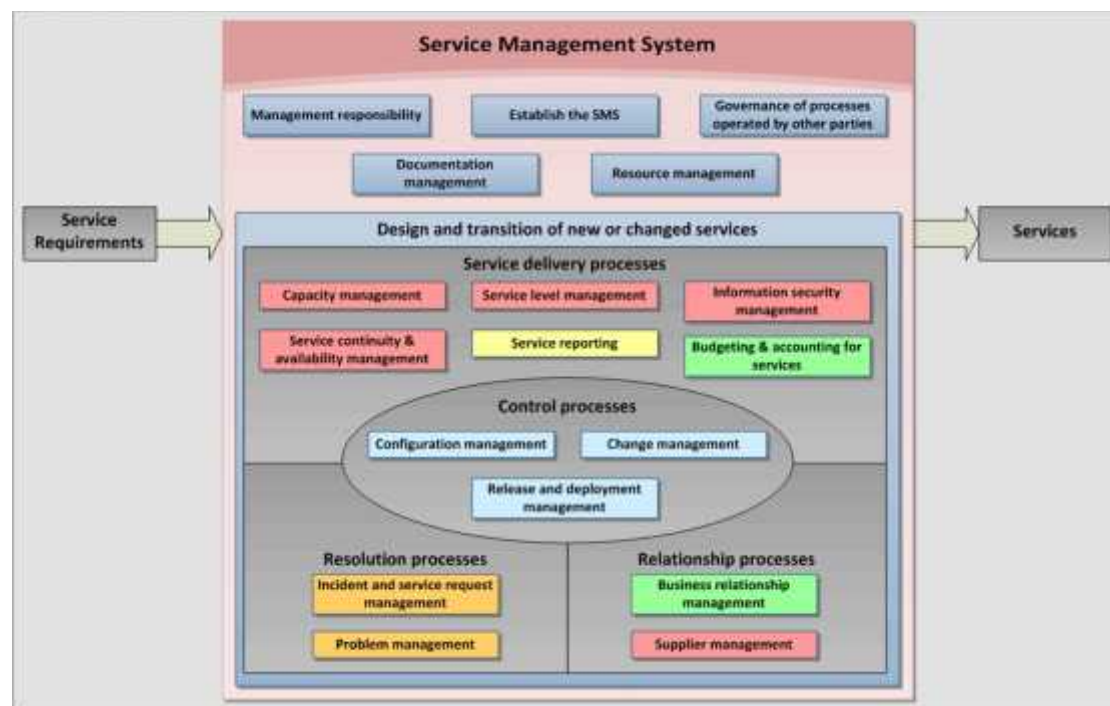 Service Management System
Management responsibility
Establish the SMS
Governance of processes
operated by other parties
Documentation
management
Resource management
Service
Requirements
Services
Design and transition of new or changed services
Service delivery processes
Capacity management
Service level management
Information security
management
Service continuity &
availability management
Service reporting
Budgeting & accounting for
services
Control processes
Configuration management
Change management
Release and deployment
management
Resolution processes
Incident and service request
management
Problem management
Relationship processes
Business relationship
management
Supplier management